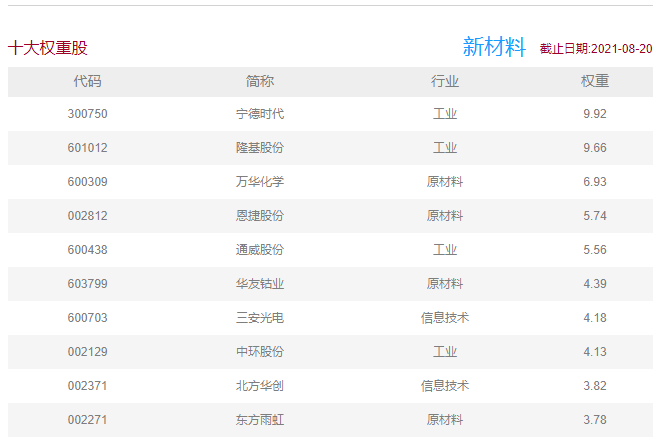 十大权重股 新材料 截止日期:2021-08-20
代码 简称 行业 权重
300750 宁德时代 工业 9.92
601012 隆基股份 工业 9.66
600309 万华化学 原材料 6.93
002812 恩捷股份 原材料 5.74
600438 通威股份 工业 5.56
603799 华友钴业 原材料 4.39
600703 三安光电 信息技术 4.18
002129 中环股份 工业 4.13
002371 北方华创 信息技术 3.82
002271 东方雨虹 原材料 3.78